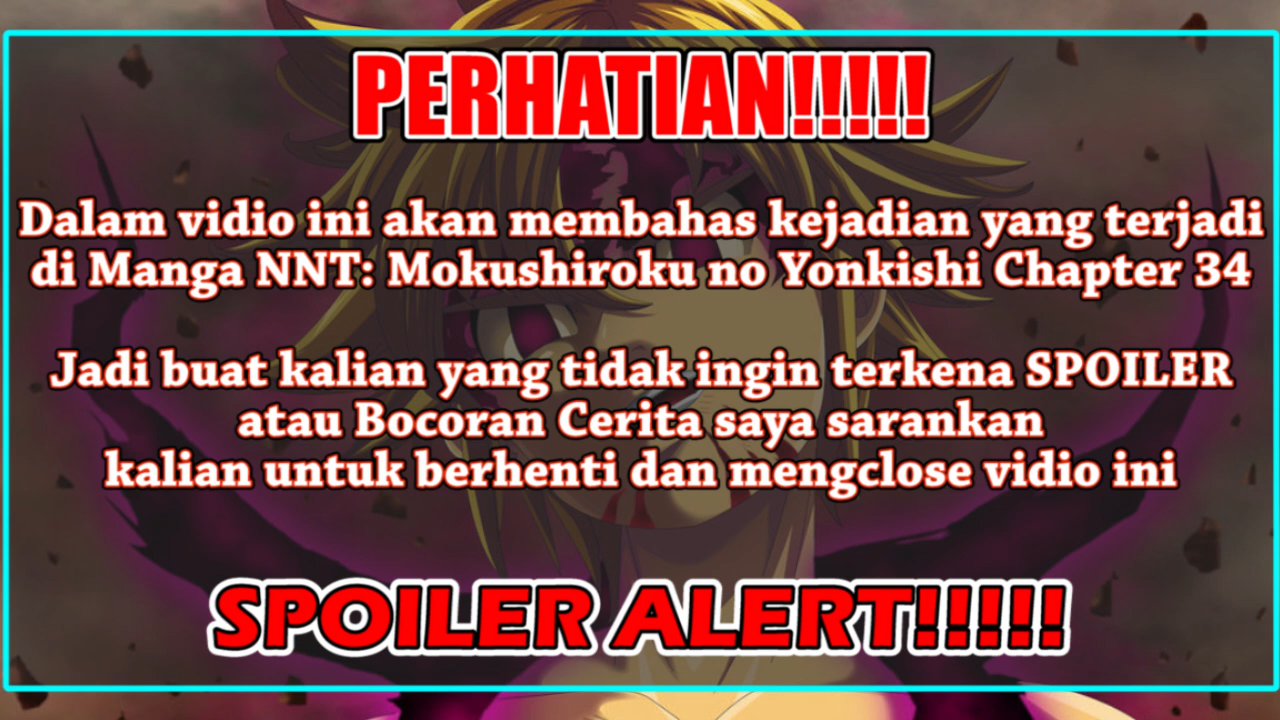 PERHATIAN!!!!!
Dalam vidio ini akan membahas kejadian yang terjadi
di Manga NNT: Mokushiroku no Yonkishi Chapter 34
Jadi buat kalian yang tidak ingin terkena SPOILER
atau Bocoran Cerita saya sarankan
kalian untuk berhenti dan mengclose vidio ini
SPOILER ALERT!!!!!